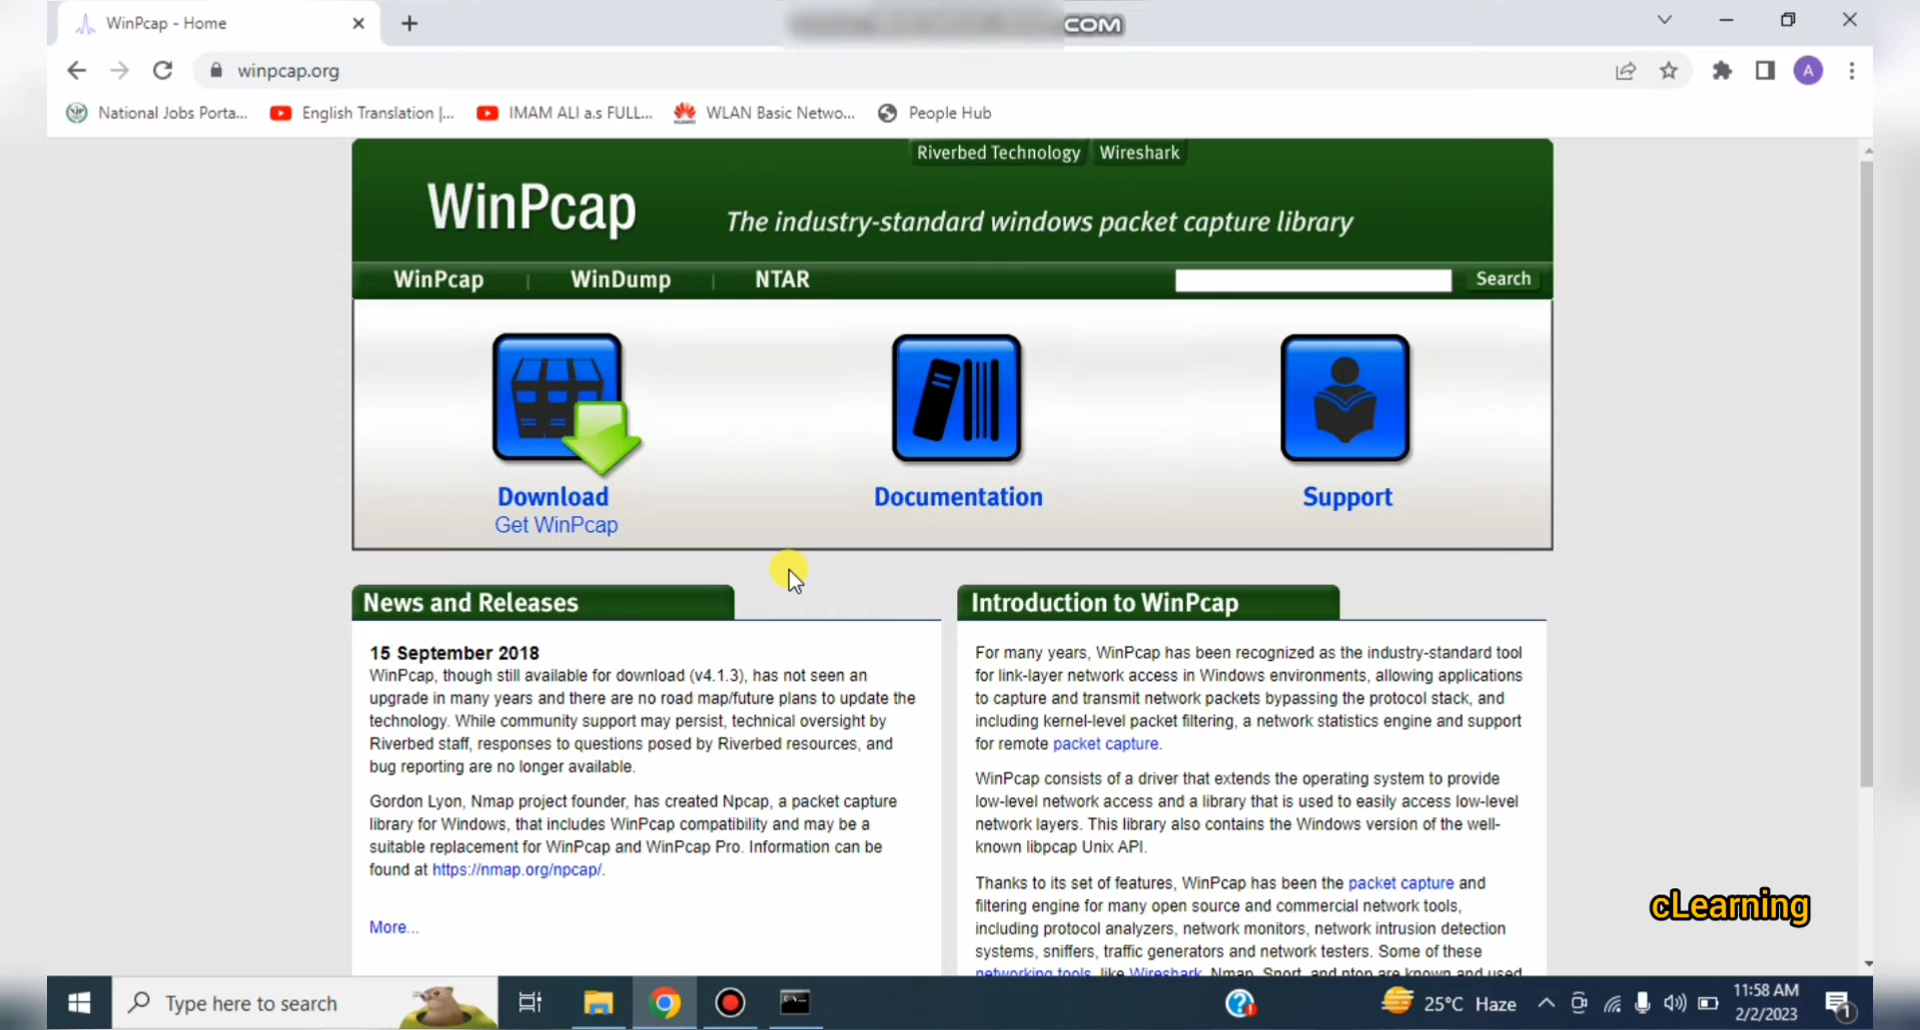 WinPcap - Home
COM
winpcap.org
A
National Jobs Porta...
English Translation |...
IMAM ALI a.s FULL...
WLAN Basic Netwo...
People Hub
Riverbed Technology
Wireshark
WinPcap
The industry-standard windows packet capture library
WinPcap
WinDump
NTAR
Search
Download
Get WinPcap
Documentation
Support
News and Releases
15 September 2018
WinPcap, though still available for download (v4.1.3), has not seen an
upgrade in many years and there are no road map/future plans to update the
technology. While community support may persist, technical oversight by
Riverbed staff, responses to questions posed by Riverbed resources, and
bug reporting are no longer available.
Gordon Lyon, Nmap project founder, has created Npcap, a packet capture
library for Windows, that includes WinPcap compatibility and may be a
suitable replacement for WinPcap and WinPcap Pro. Information can be
found at https://nmap.org/npcap/.
More...
Introduction to WinPcap
For many years, WinPcap has been recognized as the industry-standard tool
for link-layer network access in Windows environments, allowing applications
to capture and transmit network packets bypassing the protocol stack, and
including kernel-level packet filtering, a network statistics engine and support
for remote packet capture.
WinPcap consists of a driver that extends the operating system to provide
low-level network access and a library that is used to easily access low-level
network layers. This library also contains the Windows version of the well-
known libpcap Unix API.
Thanks to its set of features, WinPcap has been the packet capture and
filtering engine for many open source and commercial network tools,
including protocol analyzers, network monitors, network intrusion detection
systems, sniffers, traffic generators and network testers. Some of these
networking tools, like Wireshark, Nmap, Snort, and ntop are known and used
cLearning
Type here to search
25°C Haze
11:58 AM
2/2/2023
1